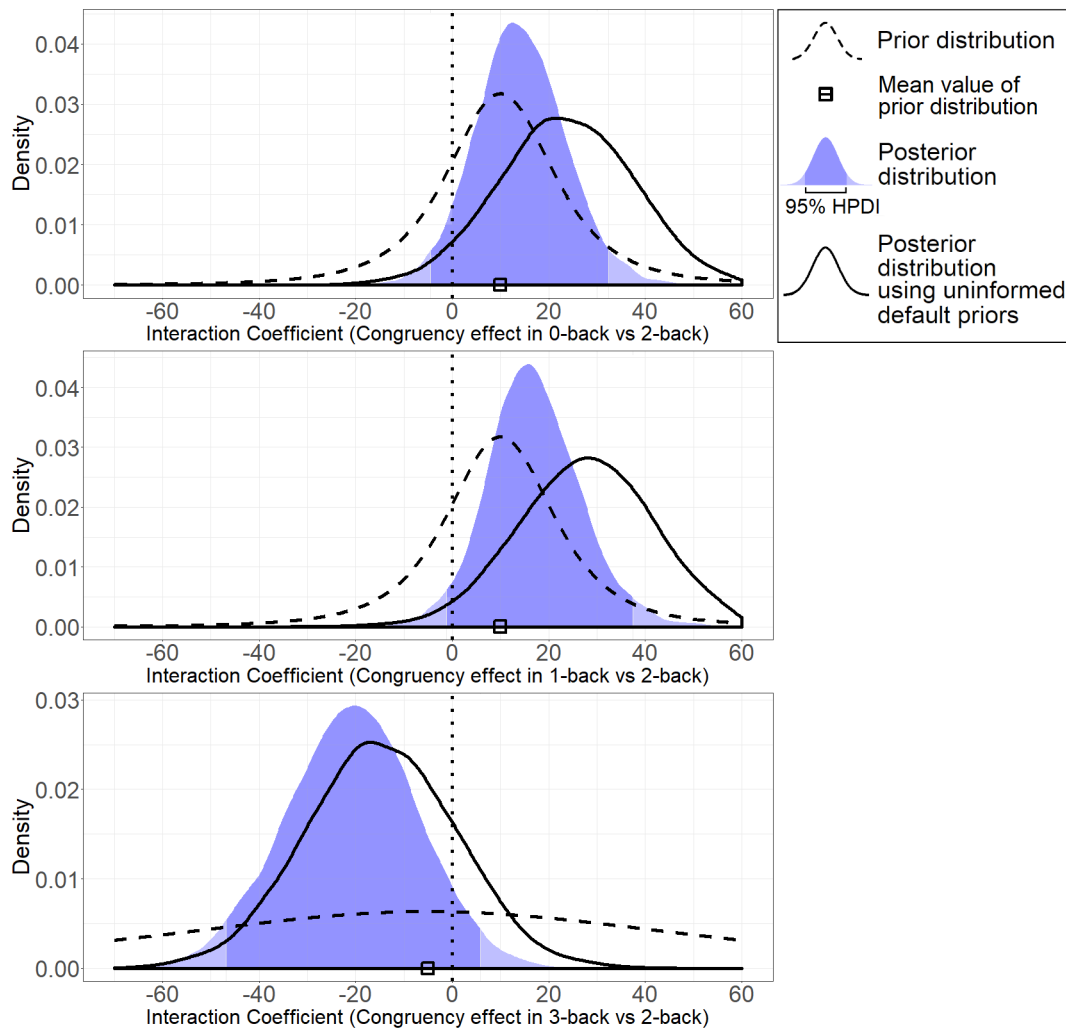 0.04
0.03
0.02
0.01
0.00
Density
-60 -40 -20 0 20 40 60
Interaction Coefficient (Congruency effect in 0-back vs 2-back)
Prior distribution
Mean value of
prior distribution
Posterior
distribution
95% HPDI
Posterior
distribution
using uninformed
default priors
0.04
0.03
0.02
0.01
0.00
Density
-60 -40 -20 0 20 40 60
Interaction Coefficient (Congruency effect in 1-back vs 2-back)
0.03
0.02
0.01
0.00
Density
-60 -40 -20 0 20 40 60
Interaction Coefficient (Congruency effect in 3-back vs 2-back)